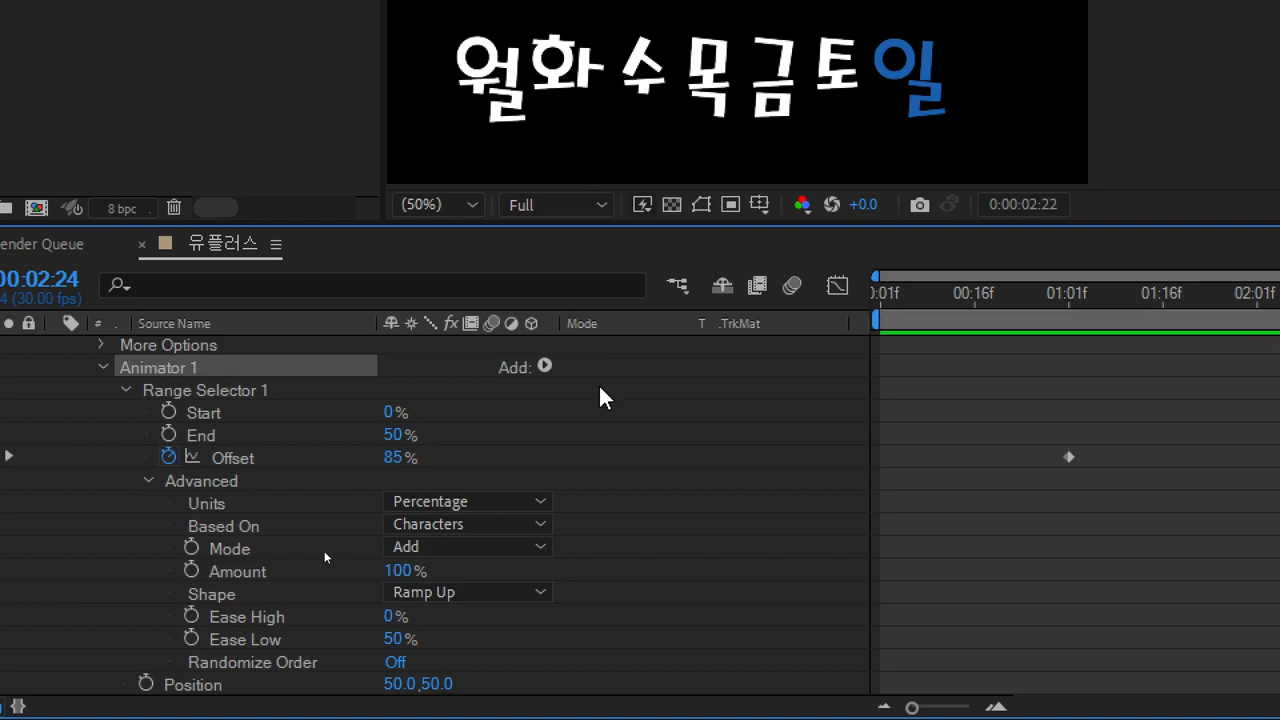 월화수목금토일
(50%) Full +0.0 0:00:02:22
8 bpc
ender Queue × 유플러스
00:02:24
4 (30.00 fps)
:01f 00:16f 01:01f 01:16f 02:01f
# . Source Name fx Mode T .TrkMat
More Options
Animator 1 Add:
Range Selector 1
Start 0%
End 50%
Offset 85%
Advanced
Units Percentage
Based On Characters
Mode Add
Amount 100%
Shape Ramp Up
Ease High 0%
Ease Low 50%
Randomize Order Off
Position 50.0,50.0